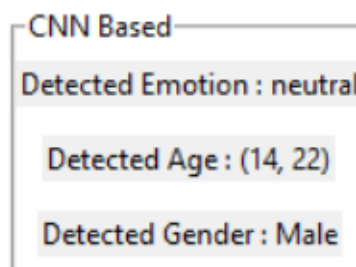 CNN Based
Detected Emotion : neutral
Detected Age : (14, 22)
Detected Gender : Male